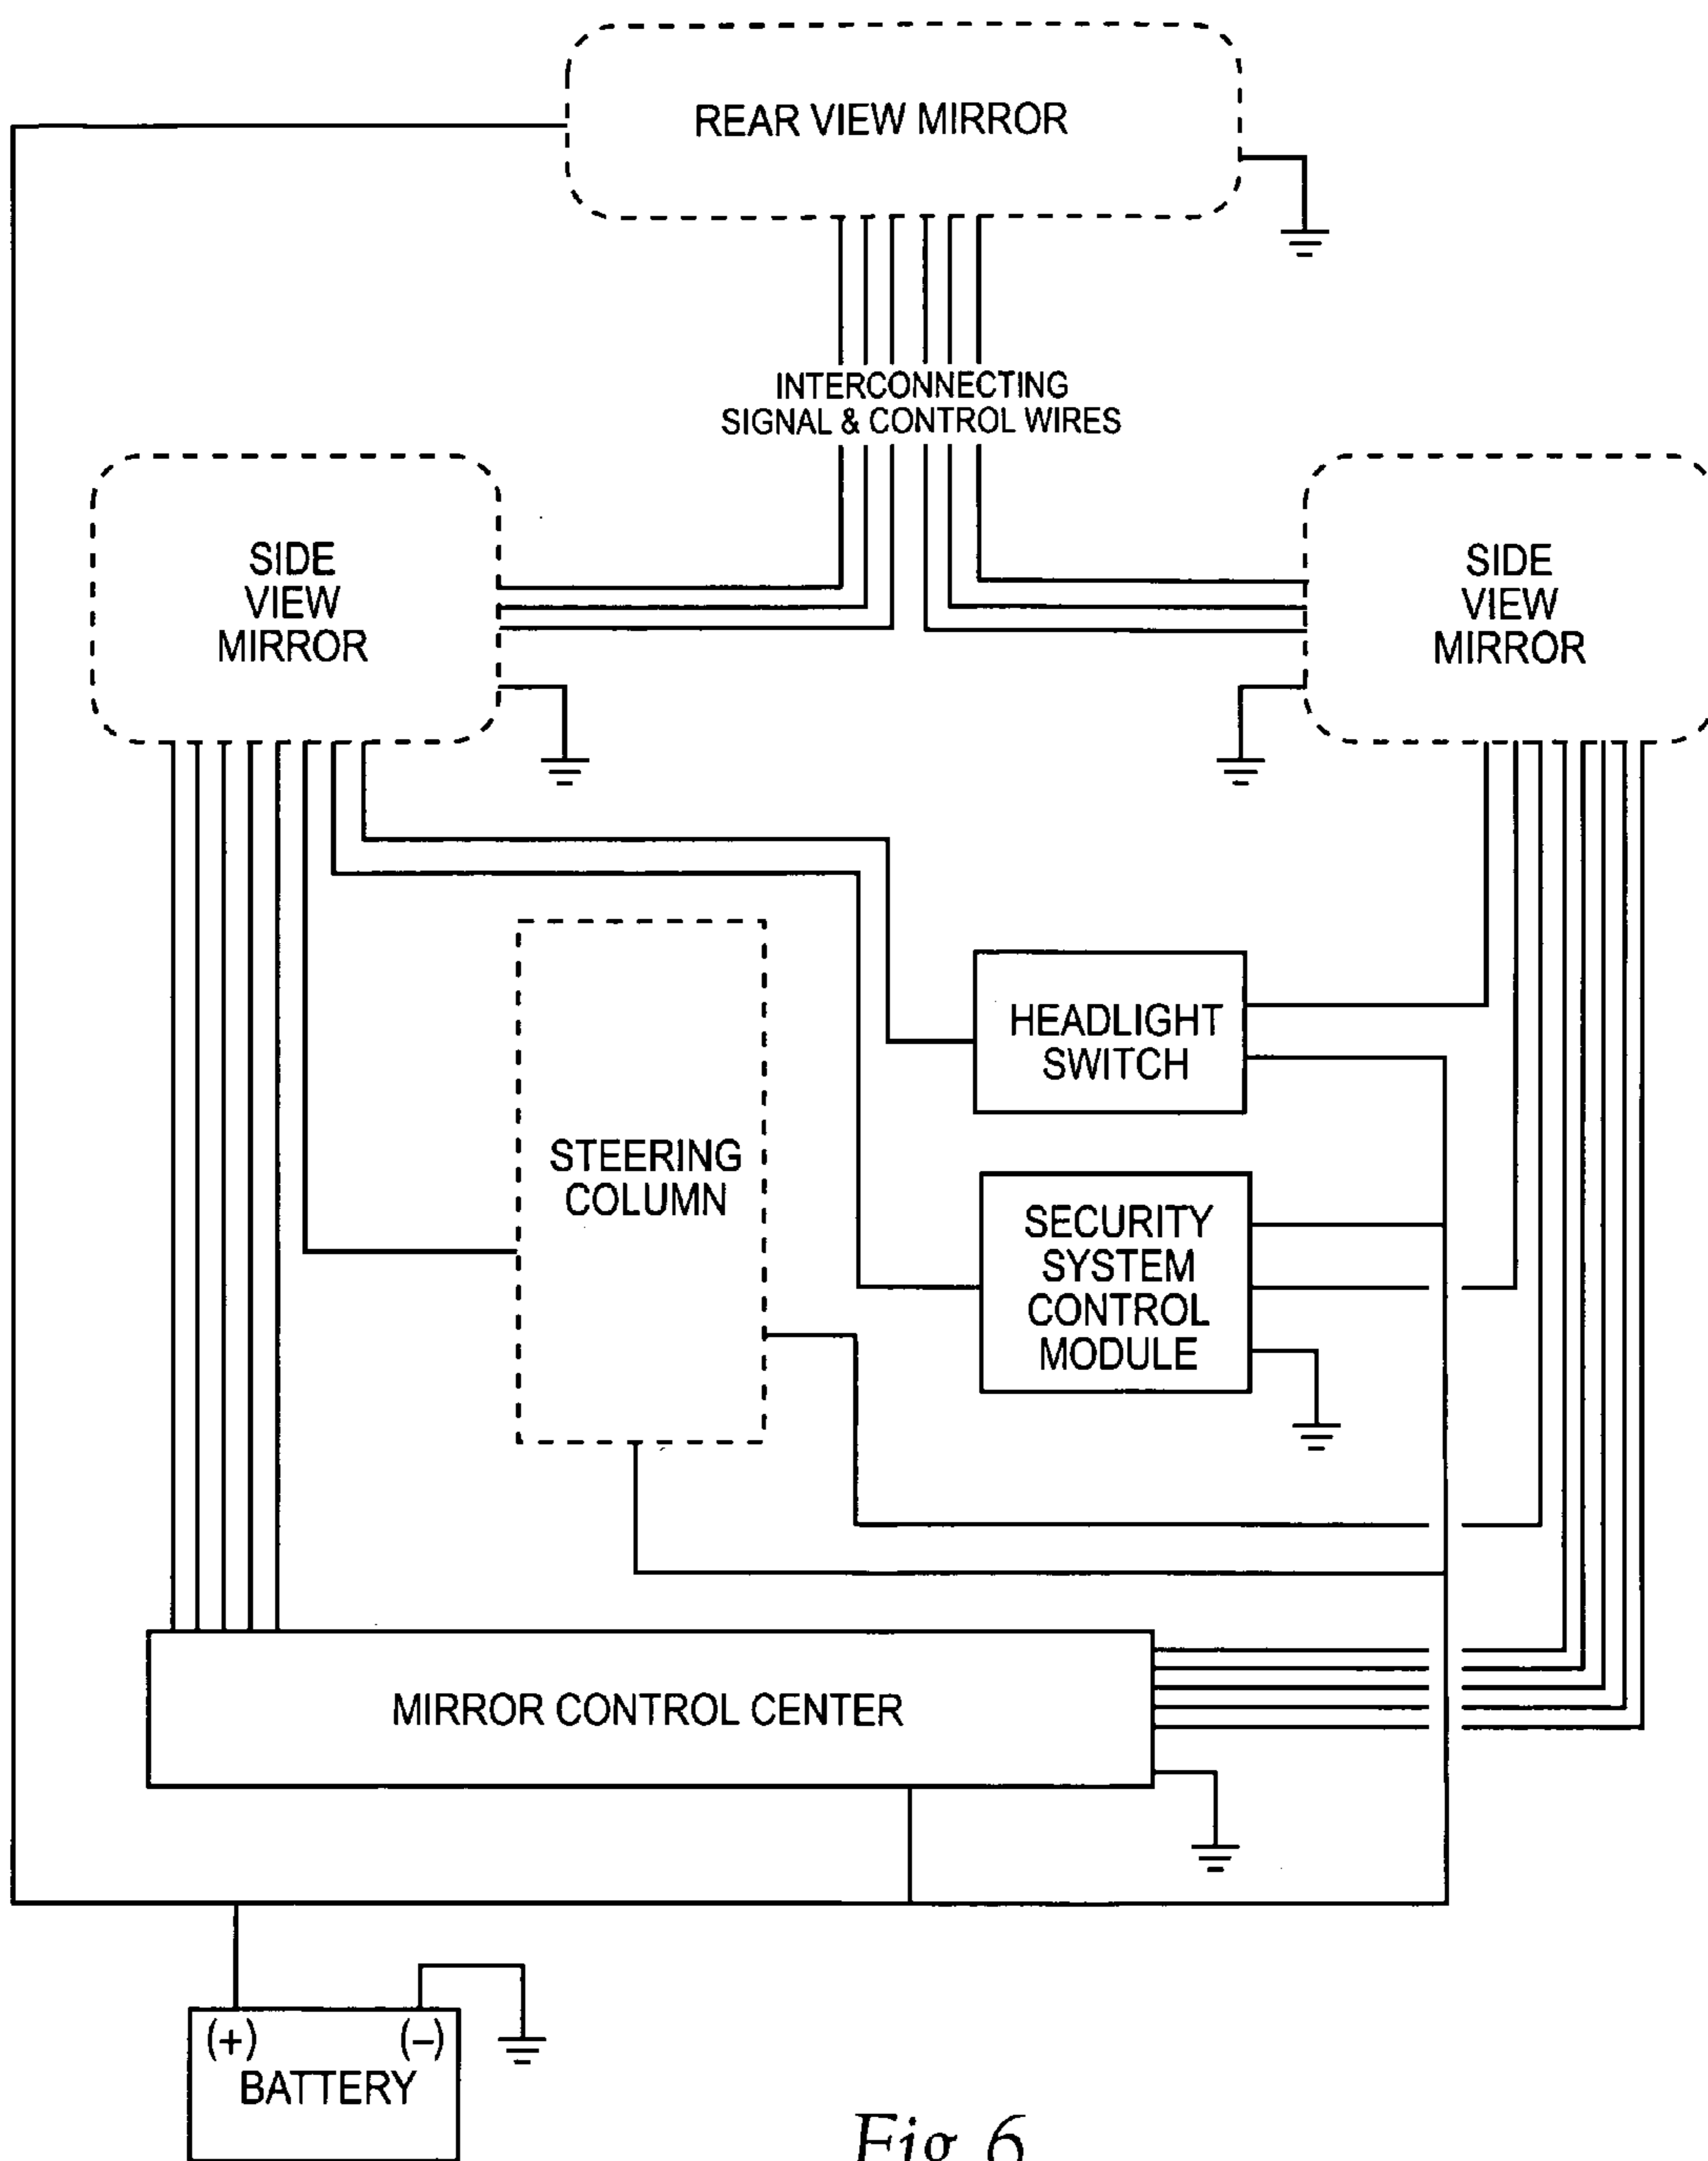 REAR VIEW MIRROR
INTERCONNECTING
SIGNAL & CONTROL WIRES
SIDE
VIEW
MIRROR
SIDE
VIEW
MIRROR
HEADLIGHT
SWITCH
STEERING
COLUMN
SECURITY
SYSTEM
CONTROL
MODULE
MIRROR CONTROL CENTER
(+) (–)
BATTERY
Fig. 6